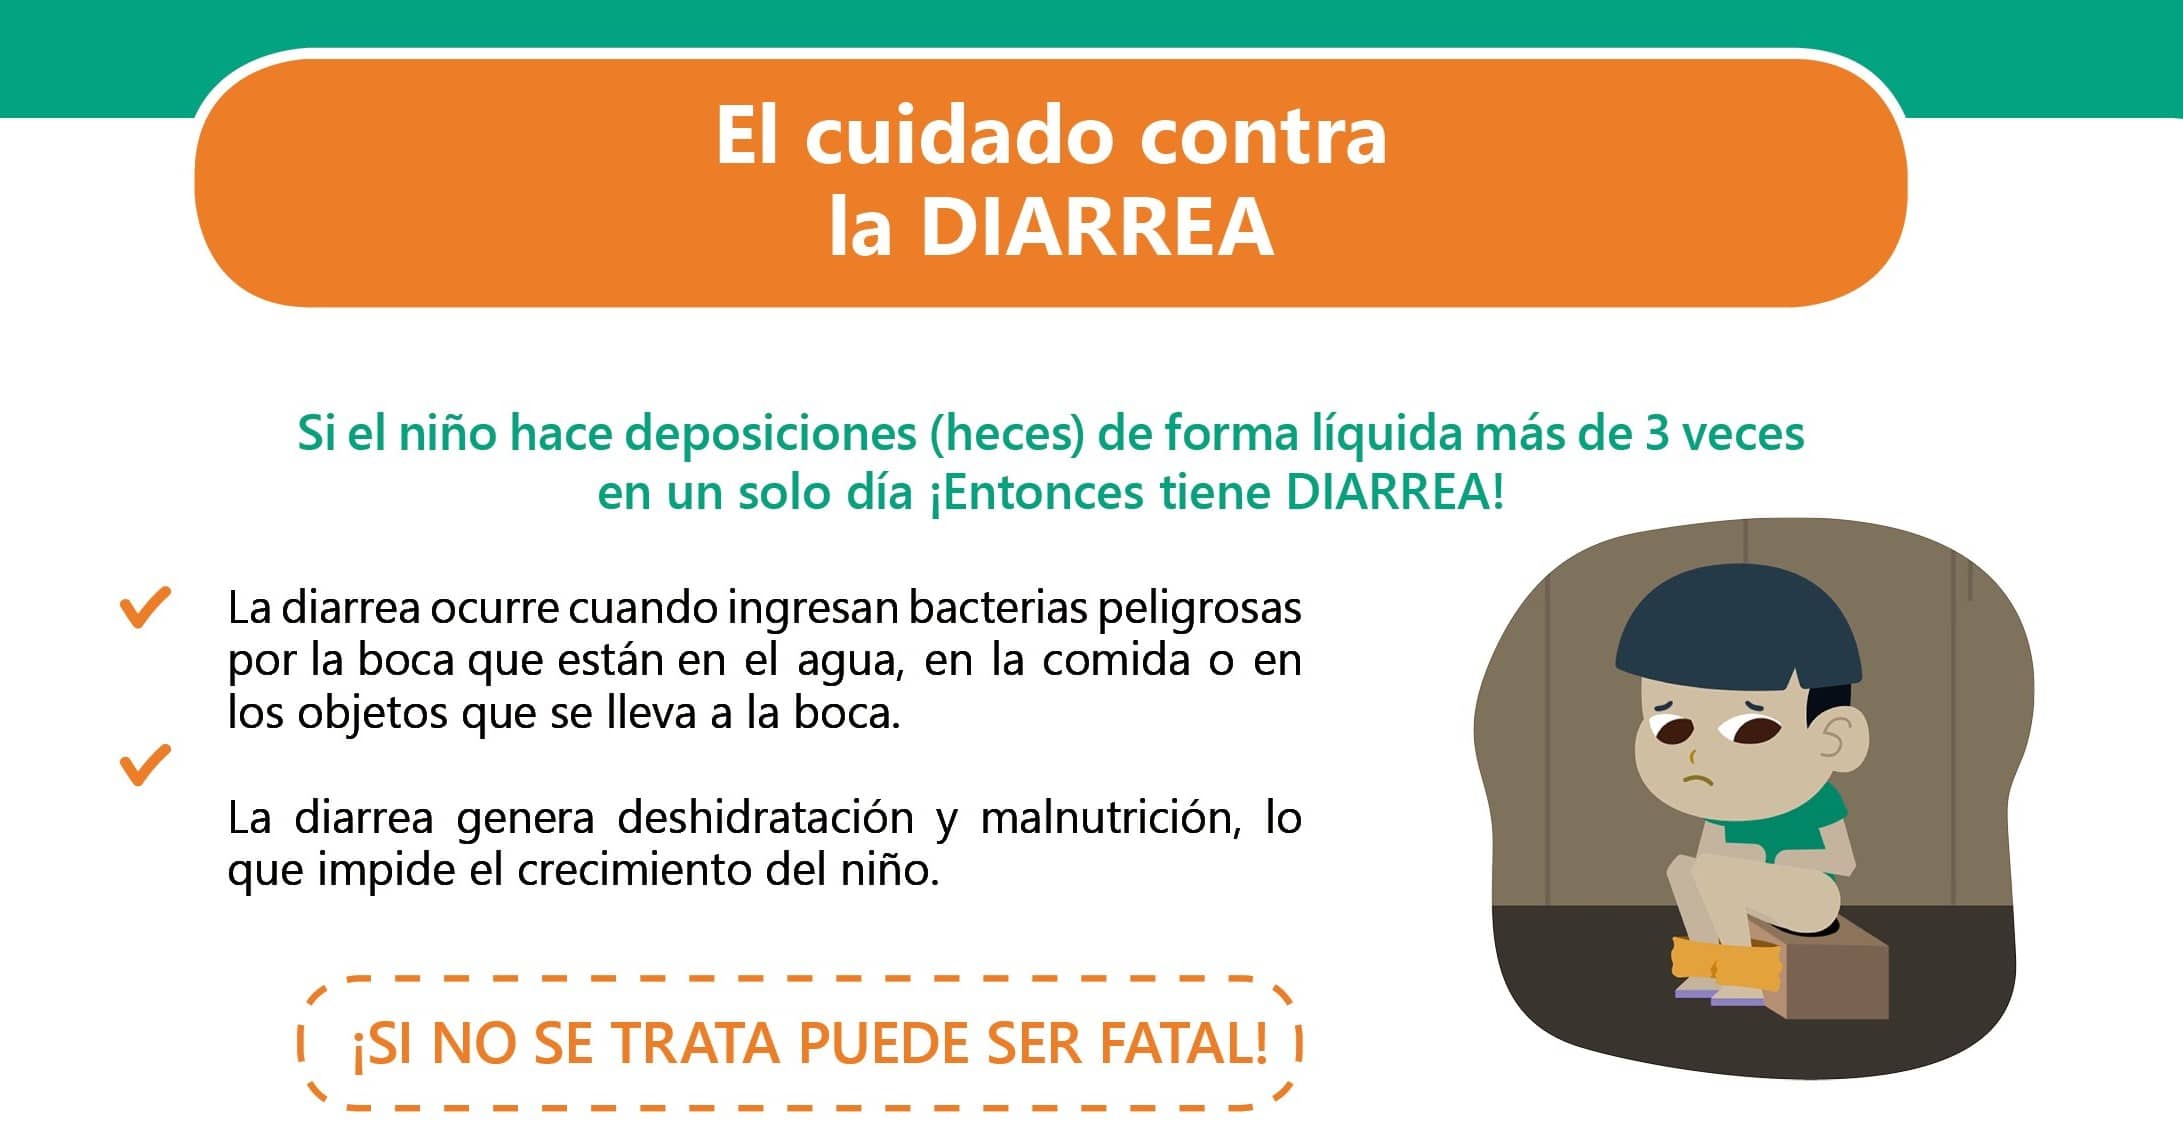 El cuidado contra
la DIARREA
Si el niño hace deposiciones (heces) de forma líquida más de 3 veces
en un solo día ¡Entonces tiene DIARREA!
La diarrea ocurre cuando ingresan bacterias peligrosas
por la boca que están en el agua, en la comida o en
los objetos que se lleva a la boca.
La diarrea genera deshidratación y malnutrición, lo
que impide el crecimiento del niño.
¡SI NO SE TRATA PUEDE SER FATAL!